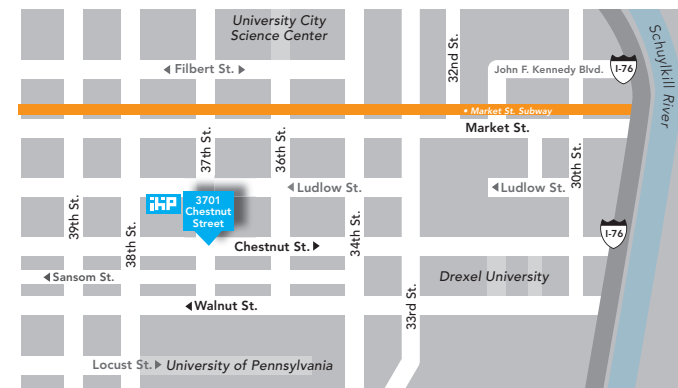 University City
Science Center
Filbert St.
32nd St.
John F. Kennedy Blvd.
I-76
Schuylkill River
Market St. Subway
Market St.
37th St.
36th St.
30th St.
Ludlow St.
Ludlow St.
39th St.
38th St.
iHP
3701
Chestnut
Street
34th St.
I-76
Chestnut St.
Sansom St.
Drexel University
Walnut St.
33rd St.
Locust St.
University of Pennsylvania